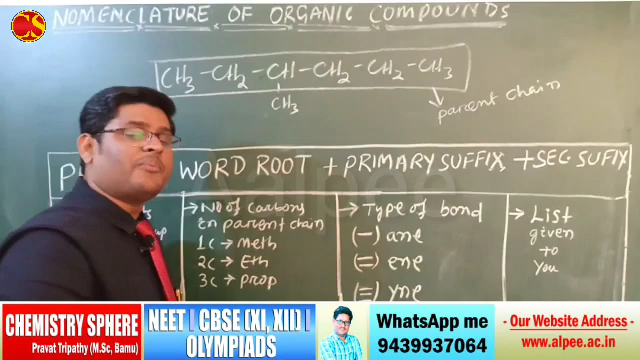 NOMENCLATURE OF ORGANIC COMPOUNDS
CH3 - CH2 - CH - CH2 - CH2 - CH3
CH3
parent chain
WORD ROOT + PRIMARY SUFFIX + SEC. SUFIX
→ No of Carbons
in parent chain
1C → Meth
2C → Eth
3C → prop
→ Type of bond
(−) ane
(=) ene
(≡) yne
→ List
given
to
you
Alpee
CHEMISTRY SPHERE
Pravat Tripathy (M.Sc, Bamu)
NEET | CBSE (XI, XII) |
OLYMPIADS
WhatsApp me
9439937064
- Our Website Address -
www.alpee.ac.in